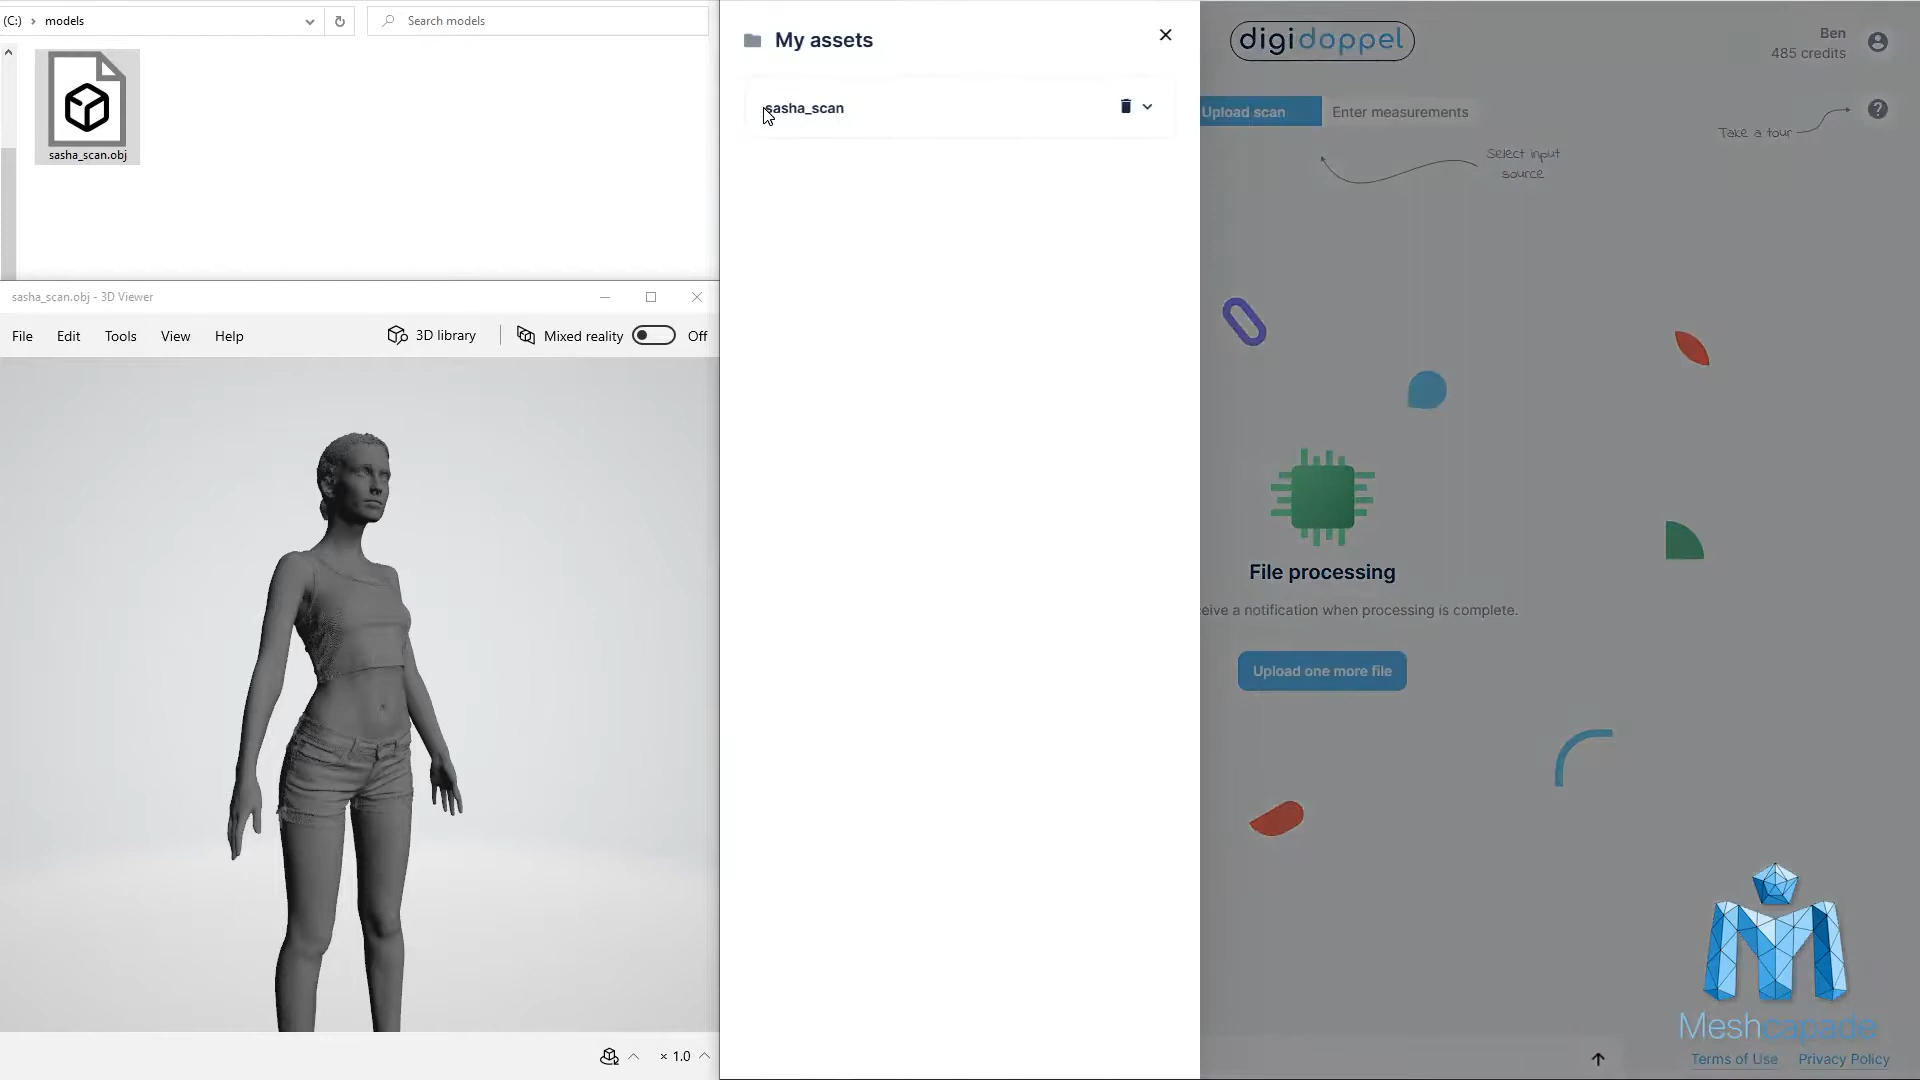 (C:) > models
Search models
sasha_scan.obj
sasha_scan.obj - 3D Viewer
File Edit Tools View Help
3D library
Mixed reality Off
× 1.0
My assets
sasha_scan
digidoppel
Ben
485 credits
Upload scan
Enter measurements
Take a tour
?
Select input
source
File processing
eive a notification when processing is complete.
Upload one more file
Meshcapade
Terms of Use Privacy Policy